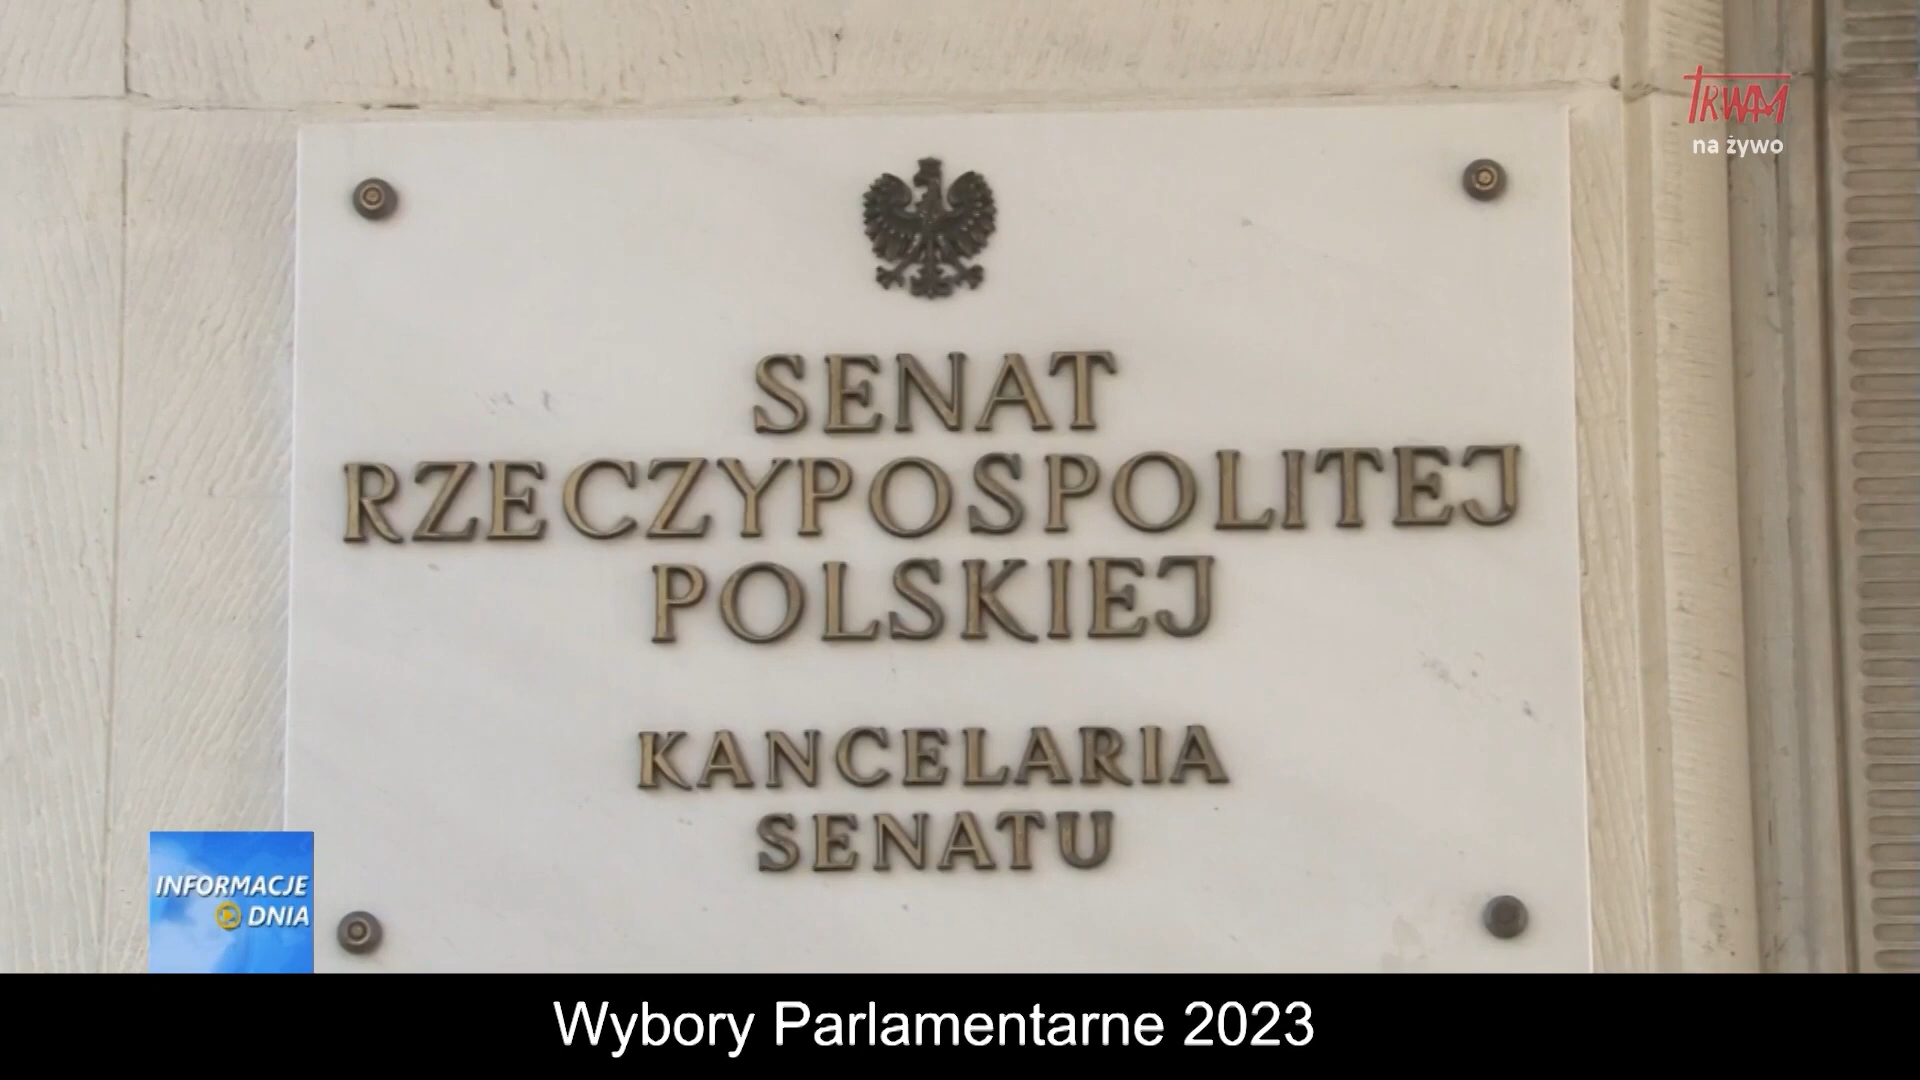 TRWAM
na żywo
SENAT
RZECZYPOSPOLITEJ
POLSKIEJ
KANCELARIA
SENATU
INFORMACJE
DNIA
Wybory Parlamentarne 2023